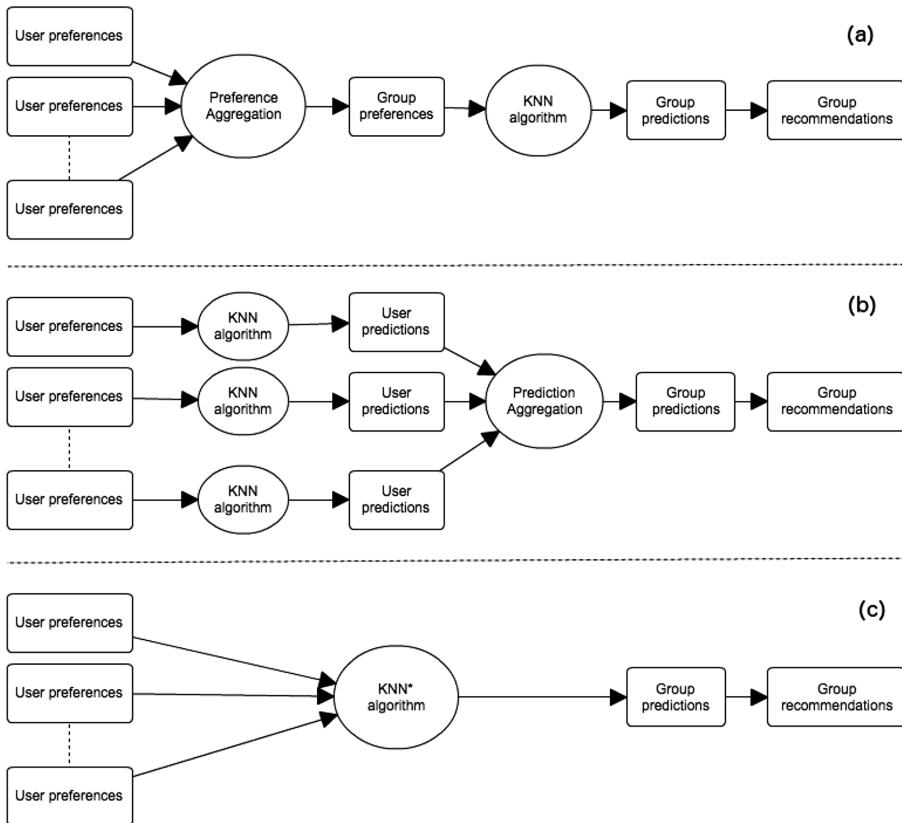 (a)
User preferences
User preferences
User preferences
Preference
Aggregation
Group
preferences
KNN
algorithm
Group
predictions
Group
recommendations
(b)
User preferences
KNN
algorithm
User
predictions
User preferences
KNN
algorithm
User
predictions
User preferences
KNN
algorithm
User
predictions
Prediction
Aggregation
Group
predictions
Group
recommendations
(c)
User preferences
User preferences
User preferences
KNN*
algorithm
Group
predictions
Group
recommendations